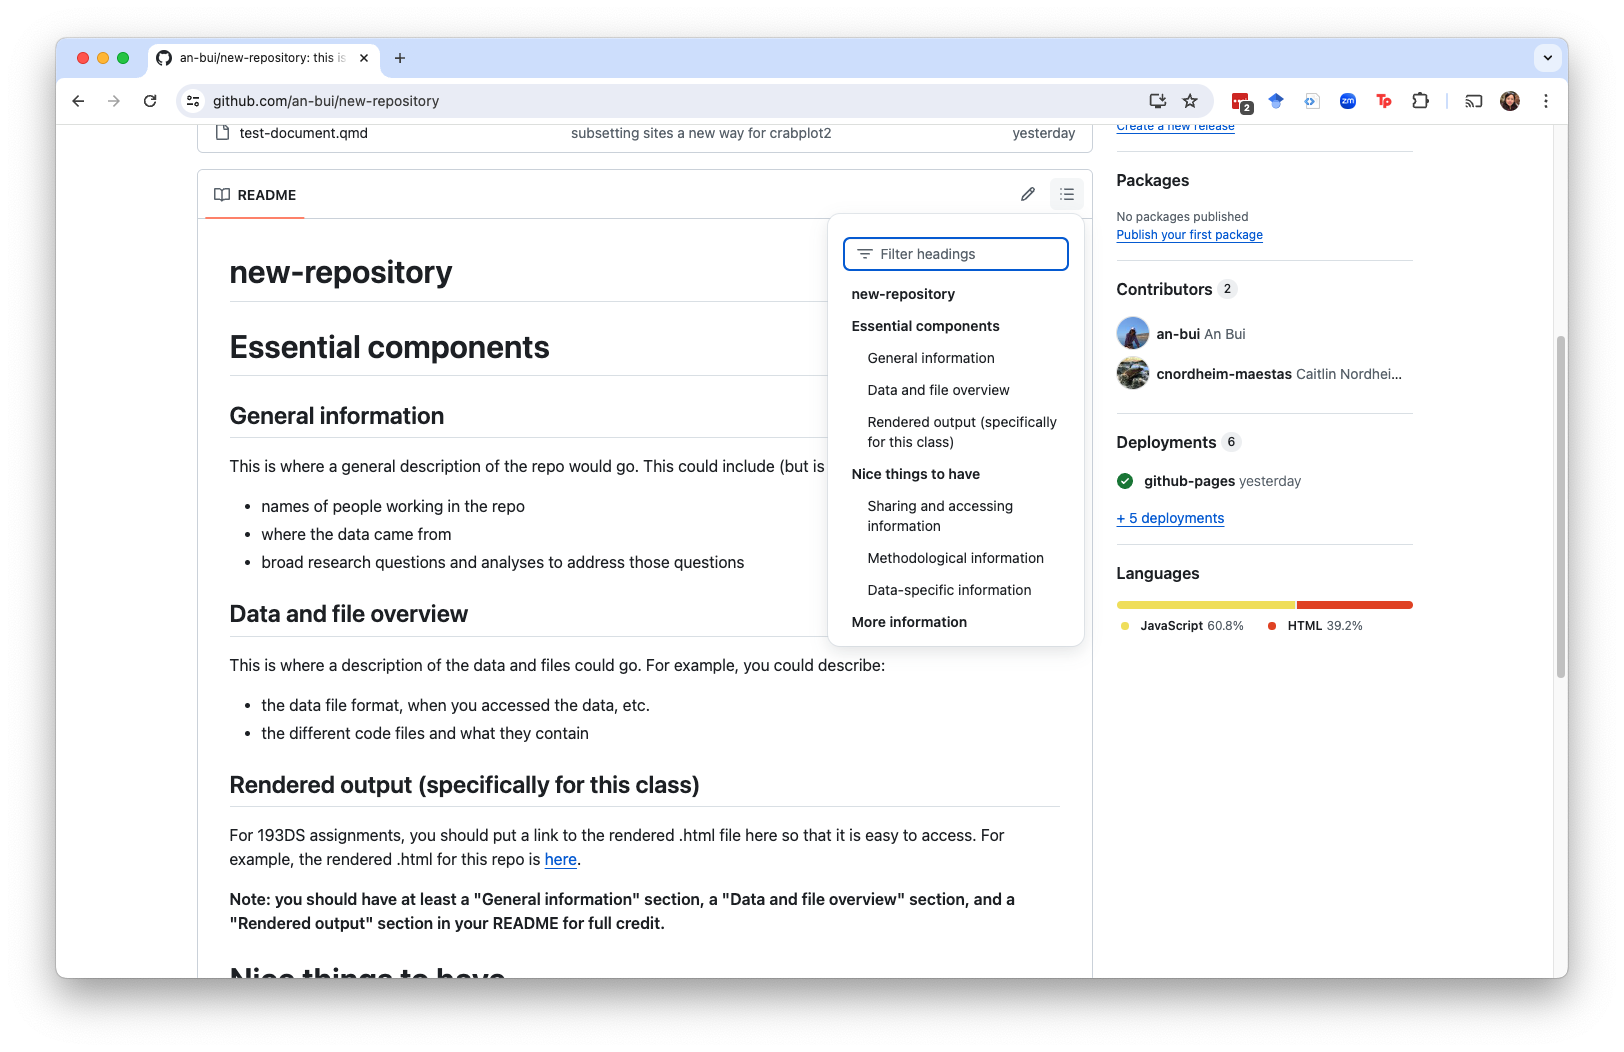 an-bui/new-repository: this is
github.com/an-bui/new-repository
2
zm
Tp
test-document.qmd subsetting sites a new way for crabplot2 yesterday
README
Filter headings
new-repository
Essential components
General information
Data and file overview
Rendered output (specifically
for this class)
Nice things to have
Sharing and accessing
information
Methodological information
Data-specific information
More information
new-repository
Essential components
General information
This is where a general description of the repo would go. This could include (but is
• names of people working in the repo
• where the data came from
• broad research questions and analyses to address those questions
Data and file overview
This is where a description of the data and files could go. For example, you could describe:
• the data file format, when you accessed the data, etc.
• the different code files and what they contain
Rendered output (specifically for this class)
For 193DS assignments, you should put a link to the rendered .html file here so that it is easy to access. For
example, the rendered .html for this repo is here.
Note: you should have at least a "General information" section, a "Data and file overview" section, and a
"Rendered output" section in your README for full credit.
Nice things to have
Create a new release
Packages
No packages published
Publish your first package
Contributors 2
an-bui An Bui
cnordheim-maestas Caitlin Nordhei...
Deployments 6
github-pages yesterday
+ 5 deployments
Languages
JavaScript 60.8% HTML 39.2%